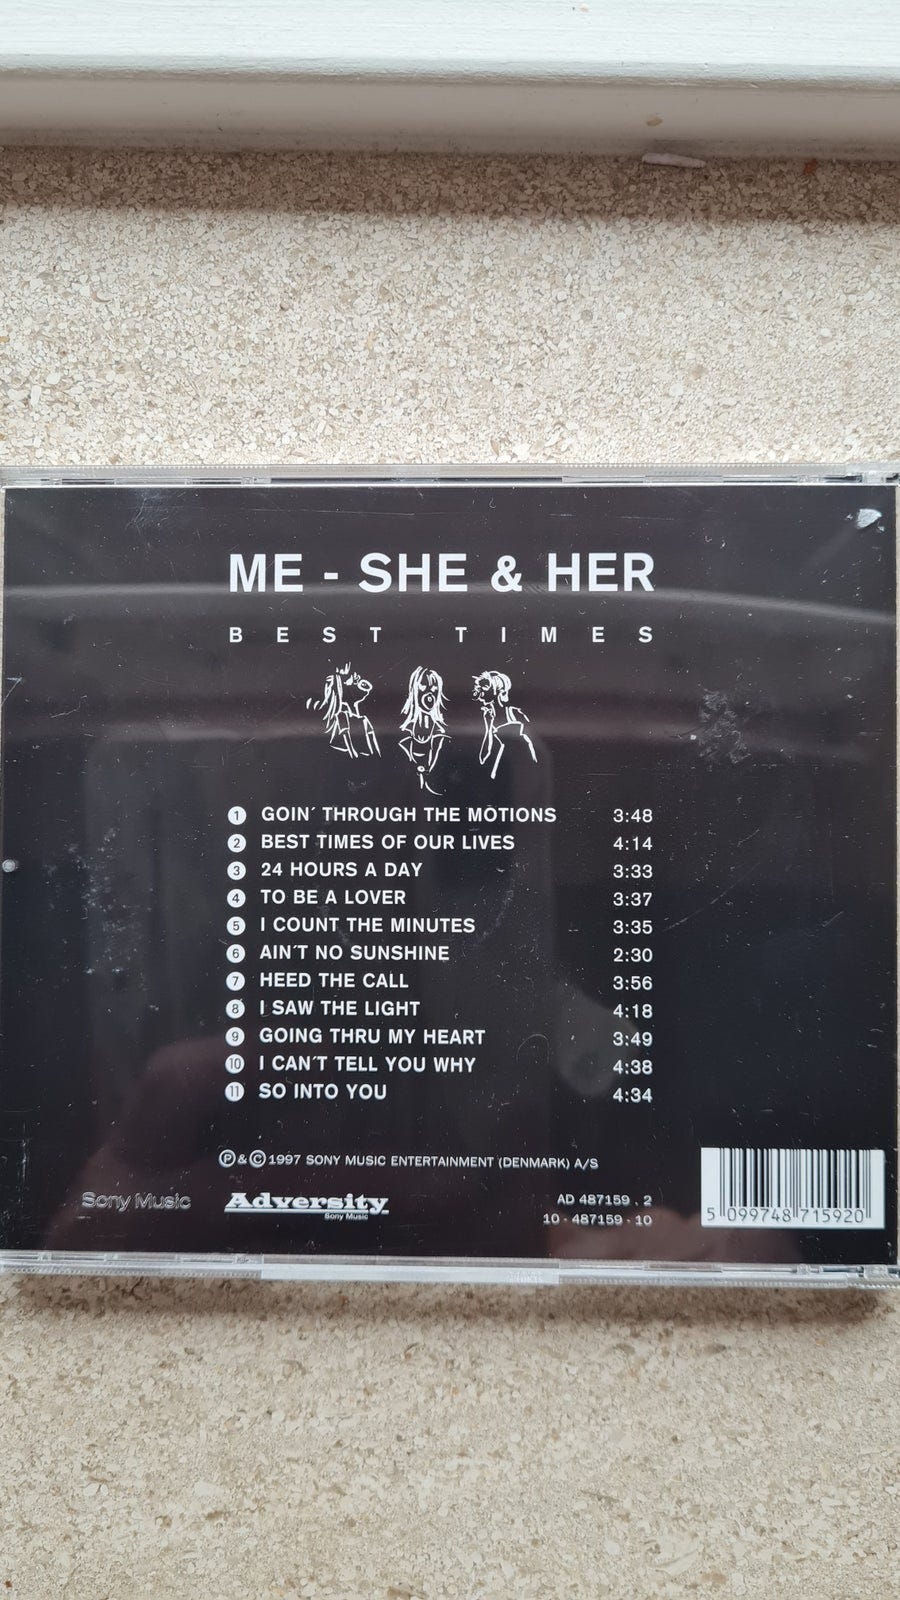 ME - SHE & HER
BEST TIMES
1 GOIN´ THROUGH THE MOTIONS 3:48
2 BEST TIMES OF OUR LIVES 4:14
3 24 HOURS A DAY 3:33
4 TO BE A LOVER 3:37
5 I COUNT THE MINUTES 3:35
6 AIN´T NO SUNSHINE 2:30
7 HEED THE CALL 3:56
8 I SAW THE LIGHT 4:18
9 GOING THRU MY HEART 3:49
10 I CAN´T TELL YOU WHY 4:38
11 SO INTO YOU 4:34
℗ & © 1997 SONY MUSIC ENTERTAINMENT (DENMARK) A/S
Sony Music
Adversity
Sony Music
AD 487159 . 2
10 - 487159 - 10
5 099748 715920